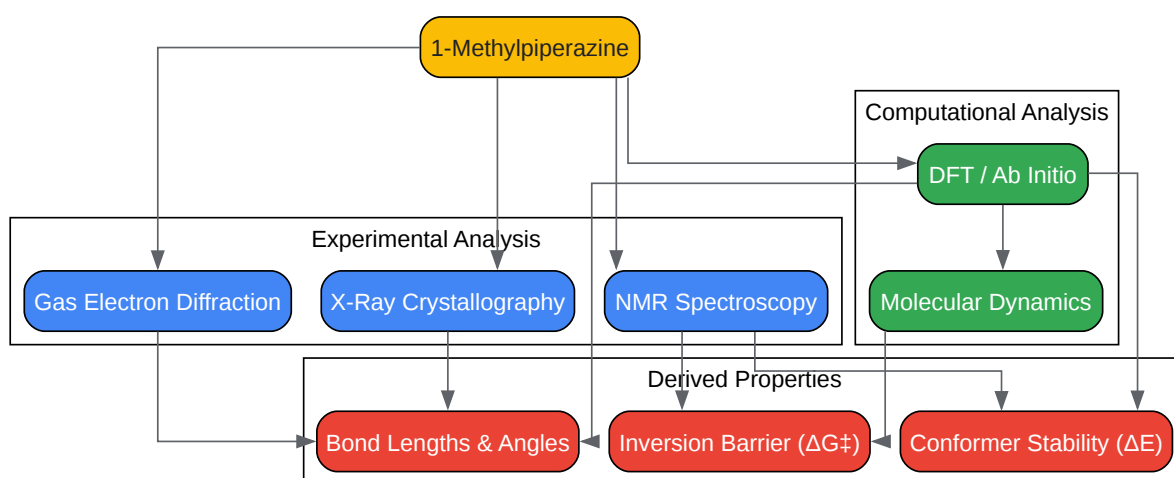 1-Methylpiperazine
Computational Analysis
DFT / Ab Initio
Experimental Analysis
Gas Electron Diffraction
X-Ray Crystallography
NMR Spectroscopy
Molecular Dynamics
Derived Properties
Bond Lengths & Angles
Inversion Barrier (ΔG‡)
Conformer Stability (ΔE)